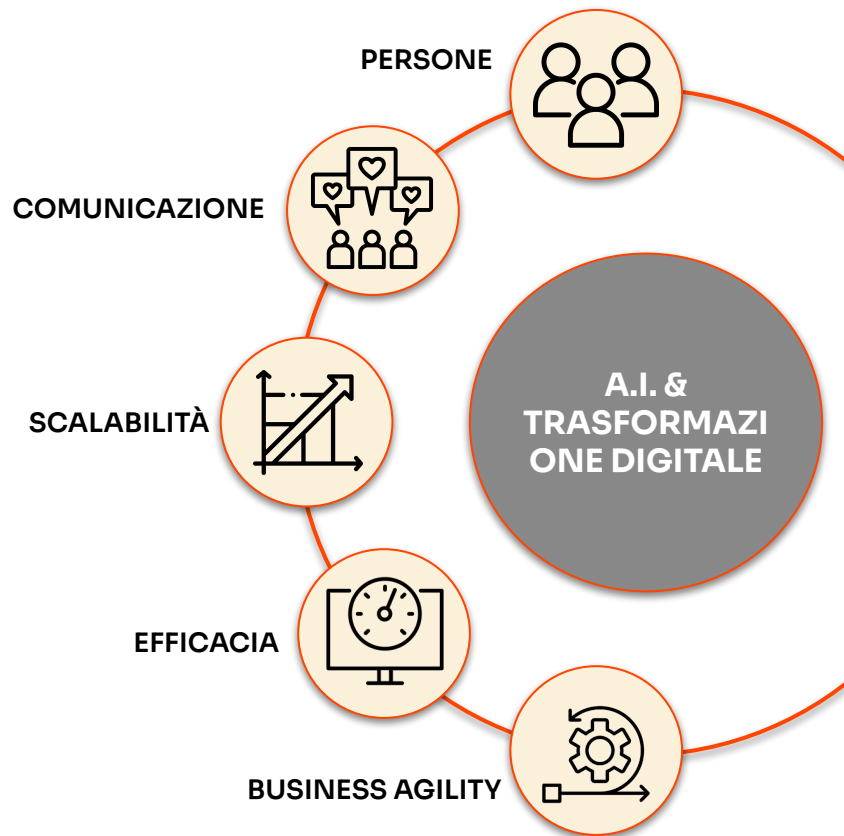 PERSONE
COMUNICAZIONE
SCALABILITÀ
A.I. &
TRASFORMAZI
ONE DIGITALE
EFFICACIA
BUSINESS AGILITY